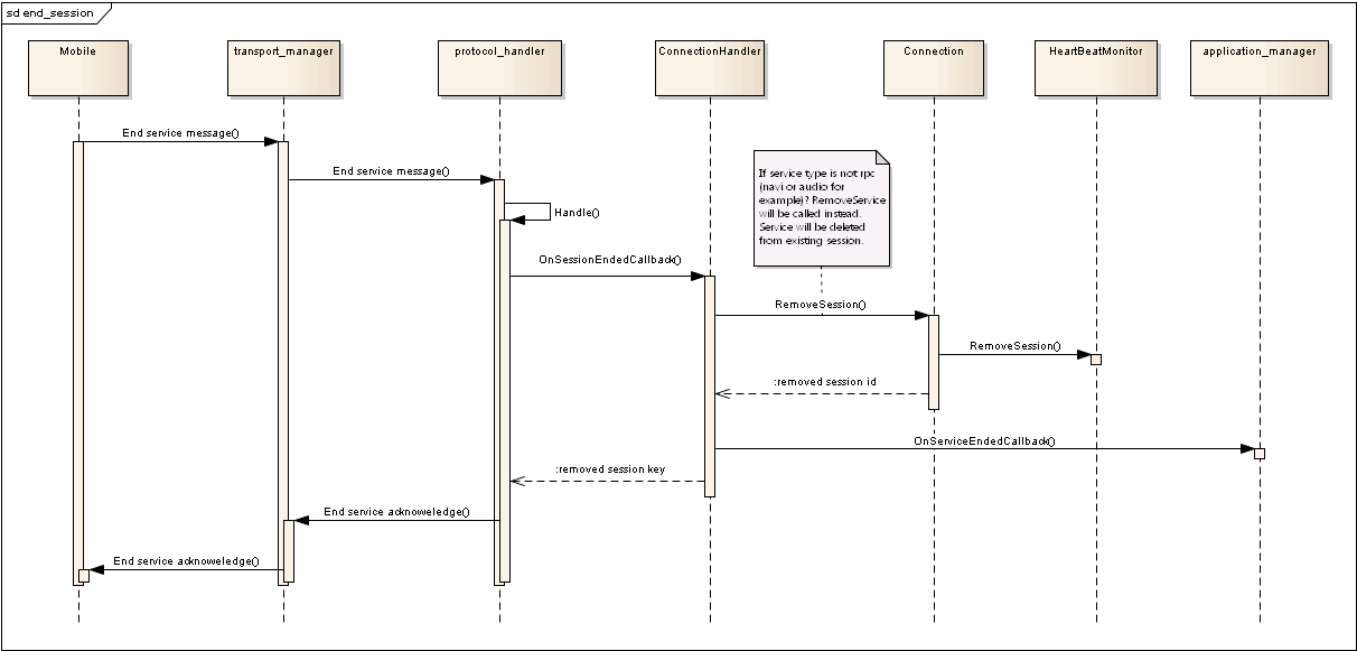 sd end_session
Mobile
transport_manager
protocol_handler
ConnectionHandler
Connection
HeartBeatMonitor
application_manager
End service message()
End service message()
Handle()
If service type is not rpc
(navi or audio for
example)? RemoveService
will be called instead.
Service will be deleted
from existing session.
OnSessionEndedCallback()
RemoveSession()
RemoveSession()
:removed session id
OnServiceEndedCallback()
:removed session key
End service acknoweledge()
End service acknoweledge()